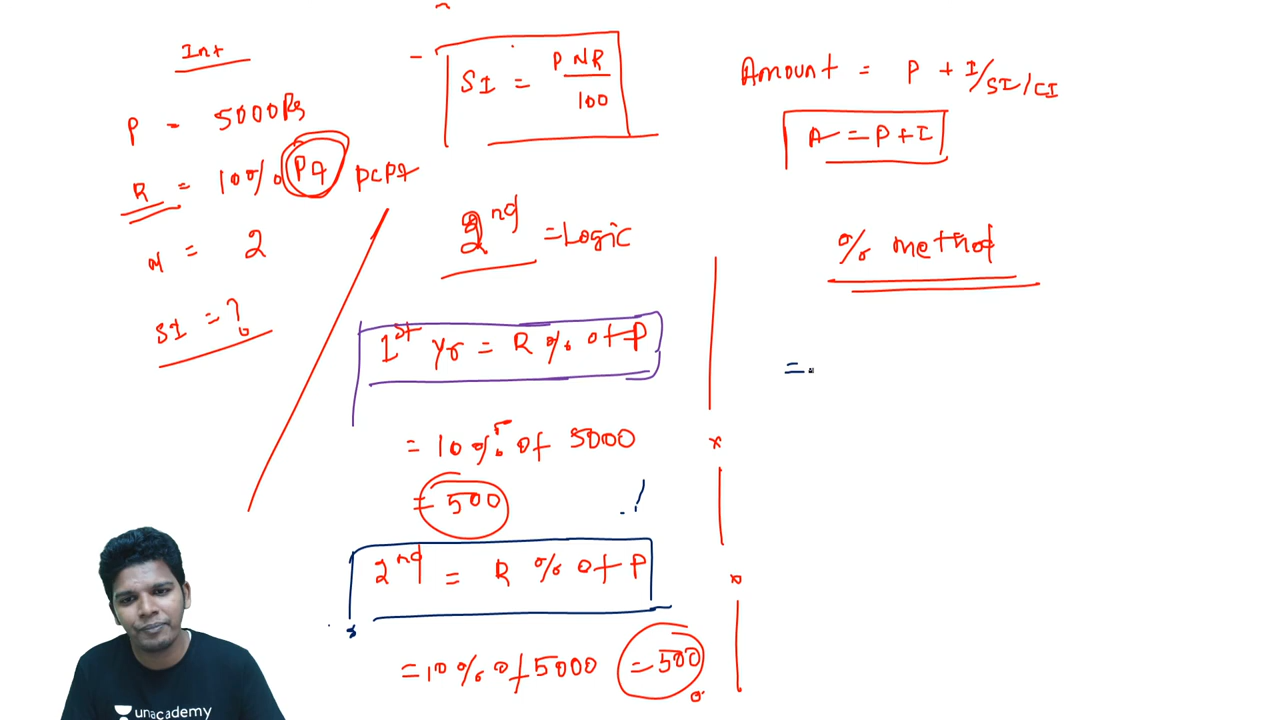 Int
P = 5000Rs
R = 10% PA PCPA
N = 2
SI = ?
SI = PNR
100
2nd = Logic
1st yr = R % of P
= 10% of 5000
= 500
2nd = R % of P
= 10% of 5000 = 500
Amount = P + I/SI/CI
A = P + I
% method
=
unacademy